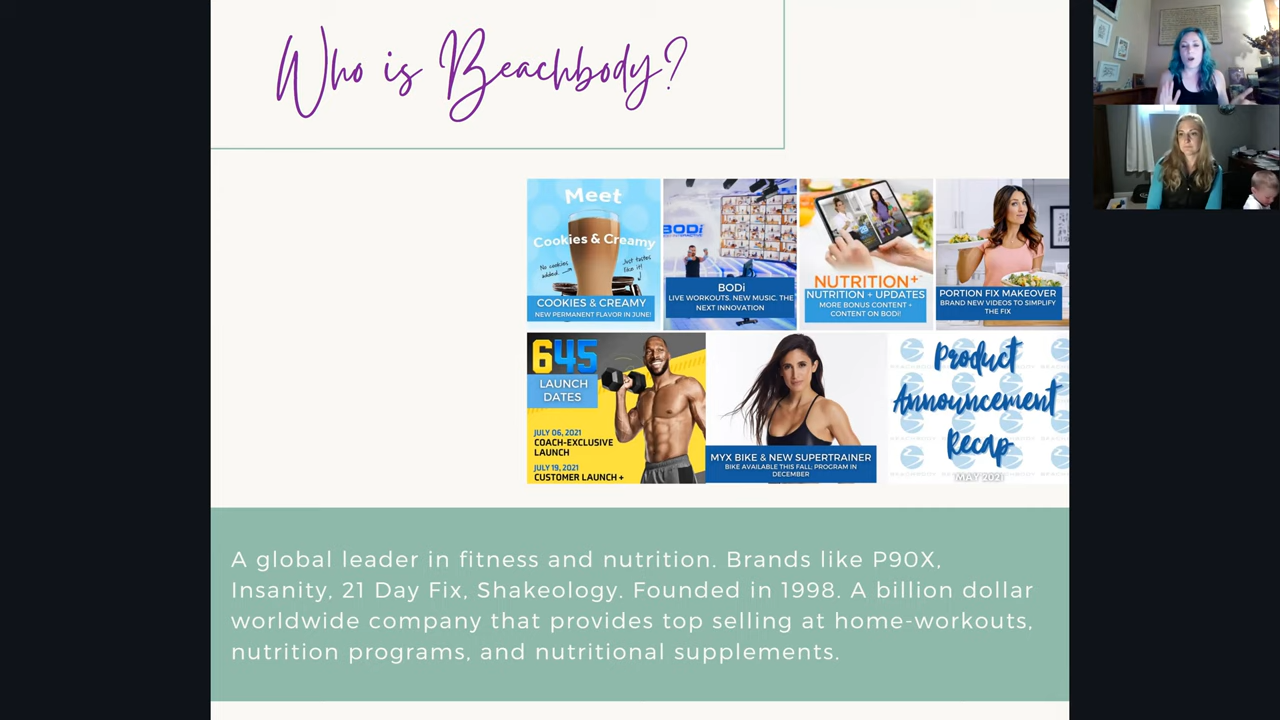 Who is Beachbody?
Meet
Cookies & Creamy
No cookies
added
Just tastes
like it!
COOKIES & CREAMY
NEW PERMANENT FLAVOR IN JUNE!
BODi
BODi
LIVE WORKOUTS. NEW MUSIC. THE
NEXT INNOVATION
FIX
NUTRITION+
NUTRITION + UPDATES
MORE BONUS CONTENT +
CONTENT ON BODI!
PORTION FIX MAKEOVER
BRAND NEW VIDEOS TO SIMPLIFY
THE FIX
645
LAUNCH
DATES
JULY 06, 2021
COACH-EXCLUSIVE
LAUNCH
JULY 19, 2021
CUSTOMER LAUNCH +
MYX BIKE & NEW SUPERTRAINER
BIKE AVAILABLE THIS FALL, PROGRAM IN
DECEMBER
Product
Announcement
Recap
MAY 2021
A global leader in fitness and nutrition. Brands like P90X,
Insanity, 21 Day Fix, Shakeology. Founded in 1998. A billion dollar
worldwide company that provides top selling at home-workouts,
nutrition programs, and nutritional supplements.